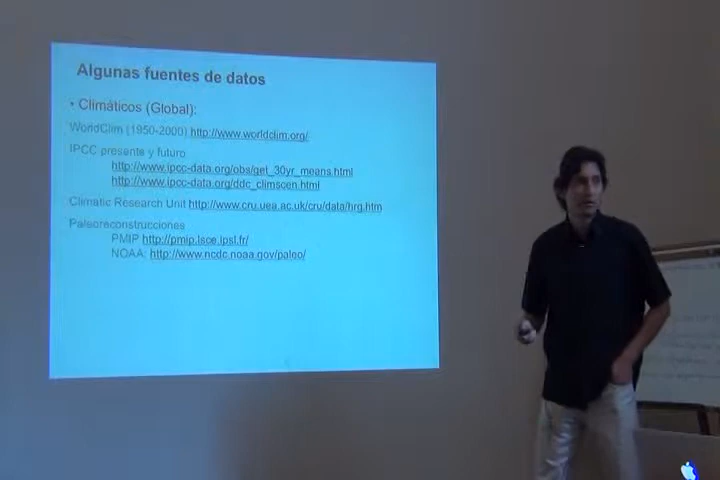 Algunas fuentes de datos
• Climáticos (Global):
WorldClim (1950-2000) http://www.worldclim.org/
IPCC presente y futuro
http://www.ipcc-data.org/obs/get_30yr_means.html
http://www.ipcc-data.org/ddc_climscen.html
Climatic Research Unit http://www.cru.uea.ac.uk/cru/data/hrg.htm
Paleoreconstrucciones
PMIP http://pmip.lsce.ipsl.fr/
NOAA: http://www.ncdc.noaa.gov/paleo/